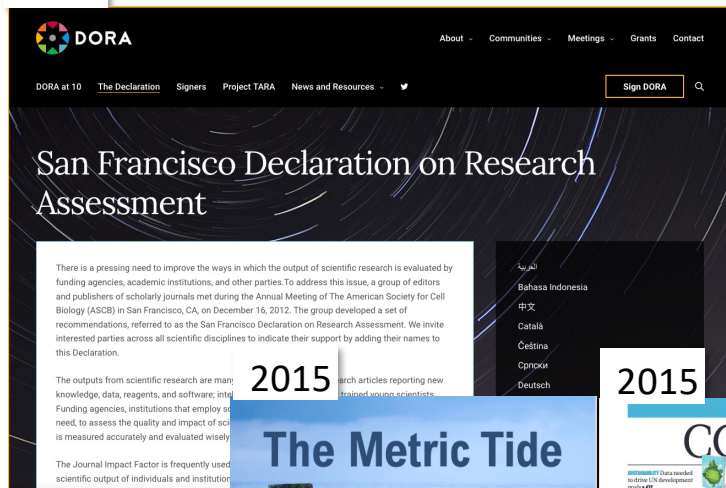 DORA
About
Communities
Meetings
Grants
Contact
DORA at 10
The Declaration
Signers
Project TARA
News and Resources
Sign DORA
San Francisco Declaration on Research
Assessment
There is a pressing need to improve the ways in which the output of scientific research is evaluated by
funding agencies, academic institutions, and other parties.To address this issue, a group of editors
and publishers of scholarly journals met during the Annual Meeting of The American Society for Cell
Biology (ASCB) in San Francisco, CA, on December 16, 2012. The group developed a set of
recommendations, referred to as the San Francisco Declaration on Research Assessment. We invite
interested parties across all scientific disciplines to indicate their support by adding their names to
this Declaration.
The outputs from scientific research are many articles reporting new
knowledge, data, reagents, and software; trained young scientists
Funding agencies, institutions that employ
need, to assess the quality and impact of
is measured accurately and evaluated wisely
The Journal Impact Factor is frequently used
scientific output of individuals and
العربية
Bahasa Indonesia
中文
Català
Čeština
Српски
Deutsch
2015
The Metric Tide
2015
SUSTAINABILITY Data needed
to drive UN development